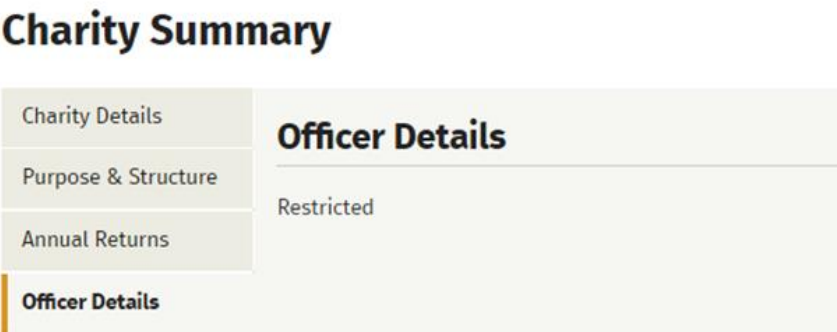 Charity Summary
Charity Details
Purpose & Structure
Annual Returns
Officer Details
Officer Details
Restricted